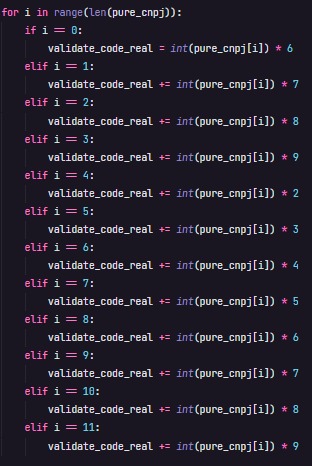 for i in range(len(pure_cnpj)):
    if i == 0:
        validate_code_real = int(pure_cnpj[i]) * 6
    elif i == 1:
        validate_code_real += int(pure_cnpj[i]) * 7
    elif i == 2:
        validate_code_real += int(pure_cnpj[i]) * 8
    elif i == 3:
        validate_code_real += int(pure_cnpj[i]) * 9
    elif i == 4:
        validate_code_real += int(pure_cnpj[i]) * 2
    elif i == 5:
        validate_code_real += int(pure_cnpj[i]) * 3
    elif i == 6:
        validate_code_real += int(pure_cnpj[i]) * 4
    elif i == 7:
        validate_code_real += int(pure_cnpj[i]) * 5
    elif i == 8:
        validate_code_real += int(pure_cnpj[i]) * 6
    elif i == 9:
        validate_code_real += int(pure_cnpj[i]) * 7
    elif i == 10:
        validate_code_real += int(pure_cnpj[i]) * 8
    elif i == 11:
        validate_code_real += int(pure_cnpj[i]) * 9